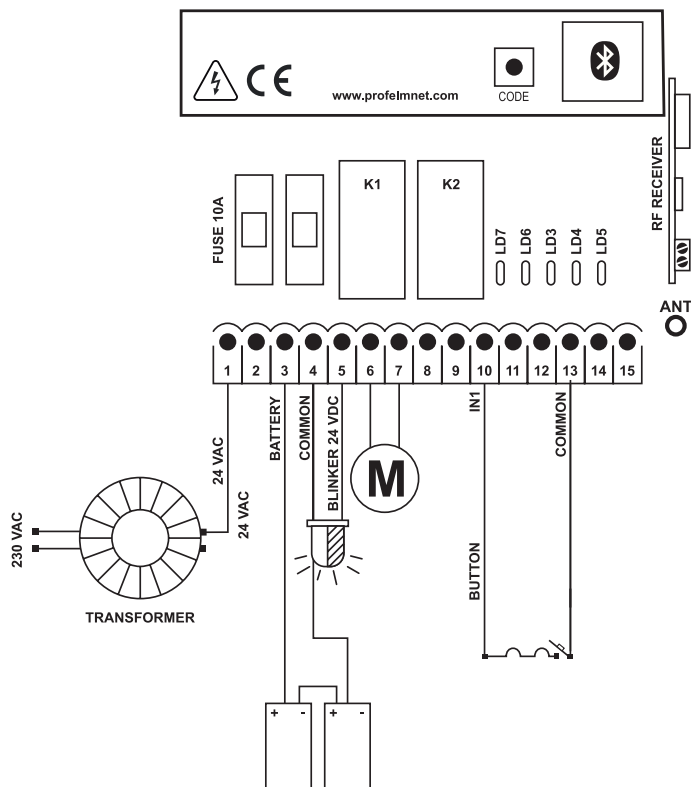 CE
www.profelmnet.com
CODE
FUSE 10A
K1
K2
LD7
LD6
LD3
LD4
LD5
RF RECEIVER
ANT
1 2 3 4 5 6 7 8 9 10 11 12 13 14 15
24 VAC
BATTERY
COMMON
BLINKER 24 VDC
IN1
COMMON
M
24 VAC
230 VAC
TRANSFORMER
BUTTON
+ - + -